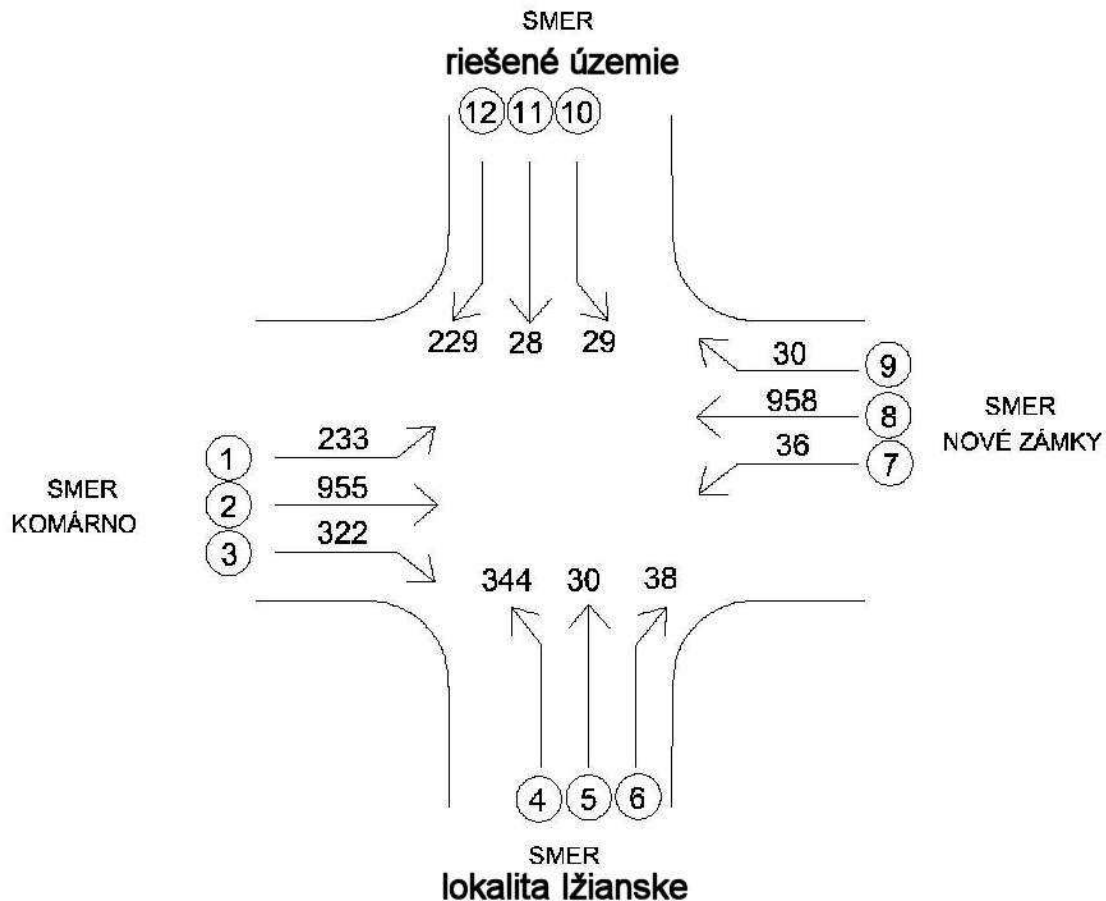 SMER
riešené územie
12 11 10
229 28 29
30 9
958 8
36 7
SMER
NOVÉ ZÁMKY
1 233
2 955
3 322
SMER
KOMÁRNO
344 30 38
4 5 6
SMER
lokalita Ižianske